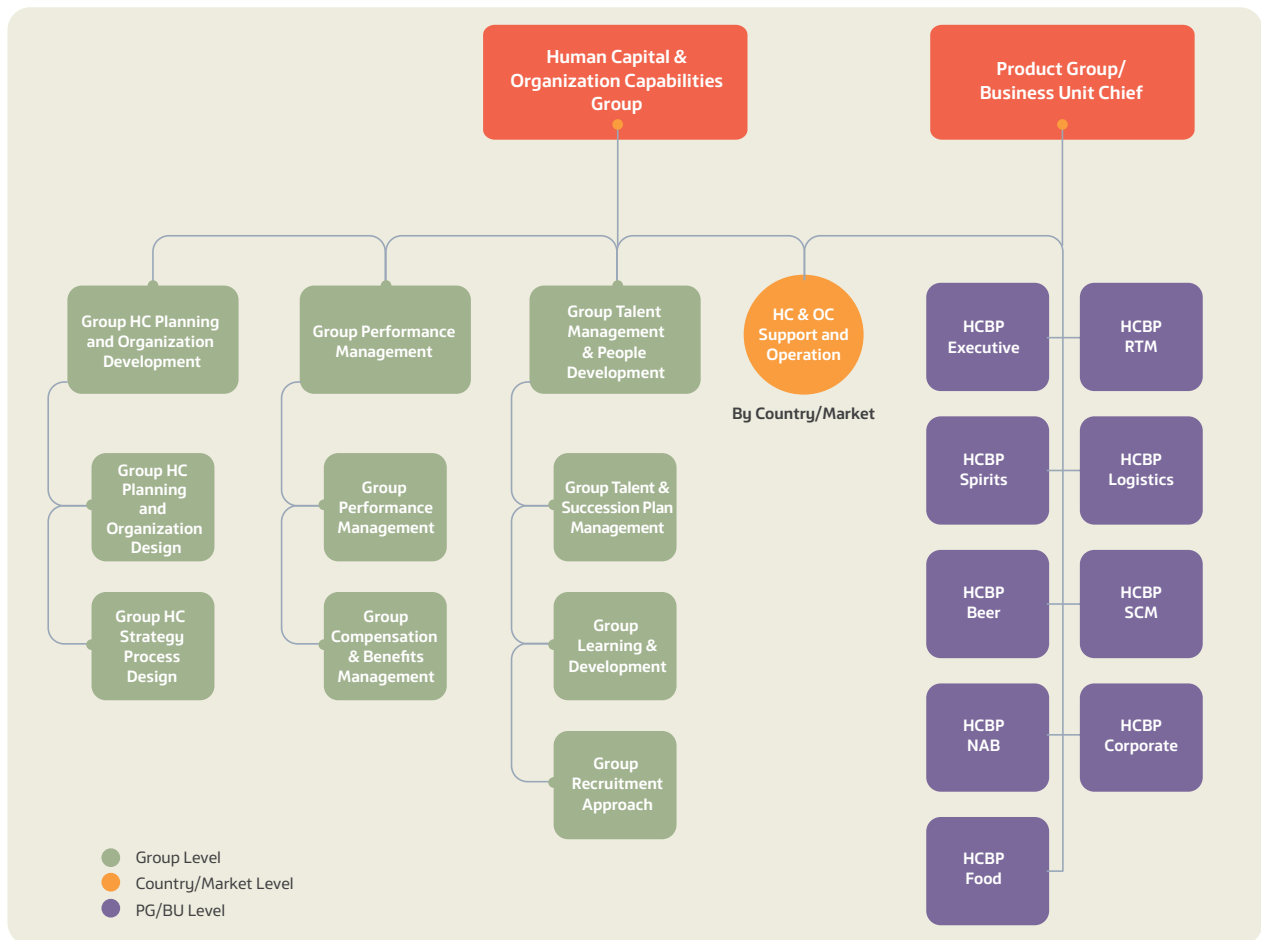 Human Capital &
Organization Capabilities
Group
Product Group/
Business Unit Chief
Group HC Planning
and Organization
Development
Group Performance
Management
Group Talent
Management
& People
Development
HC & OC
Support and
Operation
By Country/Market
Group HC
Planning
and
Organization
Design
Group HC
Strategy
Process
Design
Group
Performance
Management
Group
Compensation
& Benefits
Management
Group Talent &
Succession Plan
Management
Group
Learning &
Development
Group
Recruitment
Approach
HCBP
Executive
HCBP
RTM
HCBP
Spirits
HCBP
Logistics
HCBP
Beer
HCBP
SCM
HCBP
NAB
HCBP
Corporate
HCBP
Food
Group Level
Country/Market Level
PG/BU Level